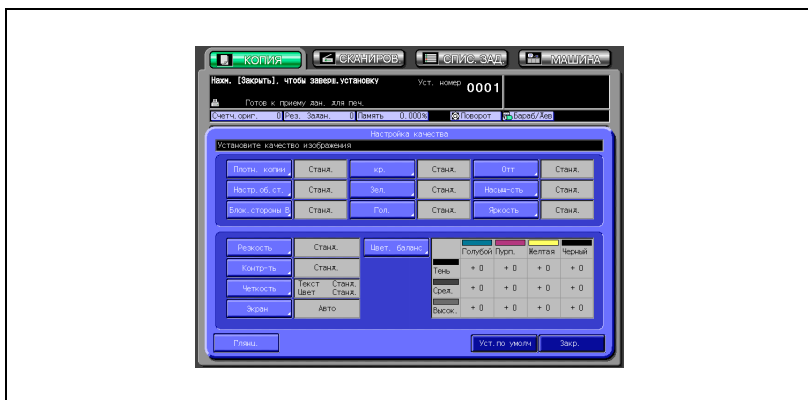 КОПИЯ СКАНИРОВ СПИС.ЗАД МАШИНА
Нажм. [Закрыть], чтобы заверш.установку Уст. номер 0001
Готов к приему дан. для печ.
Счетч.ориг. 0 Рез. Задан. 0 Память 0.000% Поворот Бараб/Лев
Настройка качества
Установите качество изображения
Плотн. копии Станд. кр. Станд. Отт Станд.
Настр.об.ст. Станд. Зел. Станд. Насыщ-сть Станд.
Блок.стороны B Станд. Гол. Станд. Яркость Станд.
Резкость Станд. Цвет. баланс Голубой Пурп. Желтая Черный
Контр-ть Станд. Тень + 0 + 0 + 0 + 0
Четкость Текст Станд. Цвет Станд. Сред. + 0 + 0 + 0 + 0
Экран Авто Высок. + 0 + 0 + 0 + 0
Глянц. Уст.по умолч Закр.